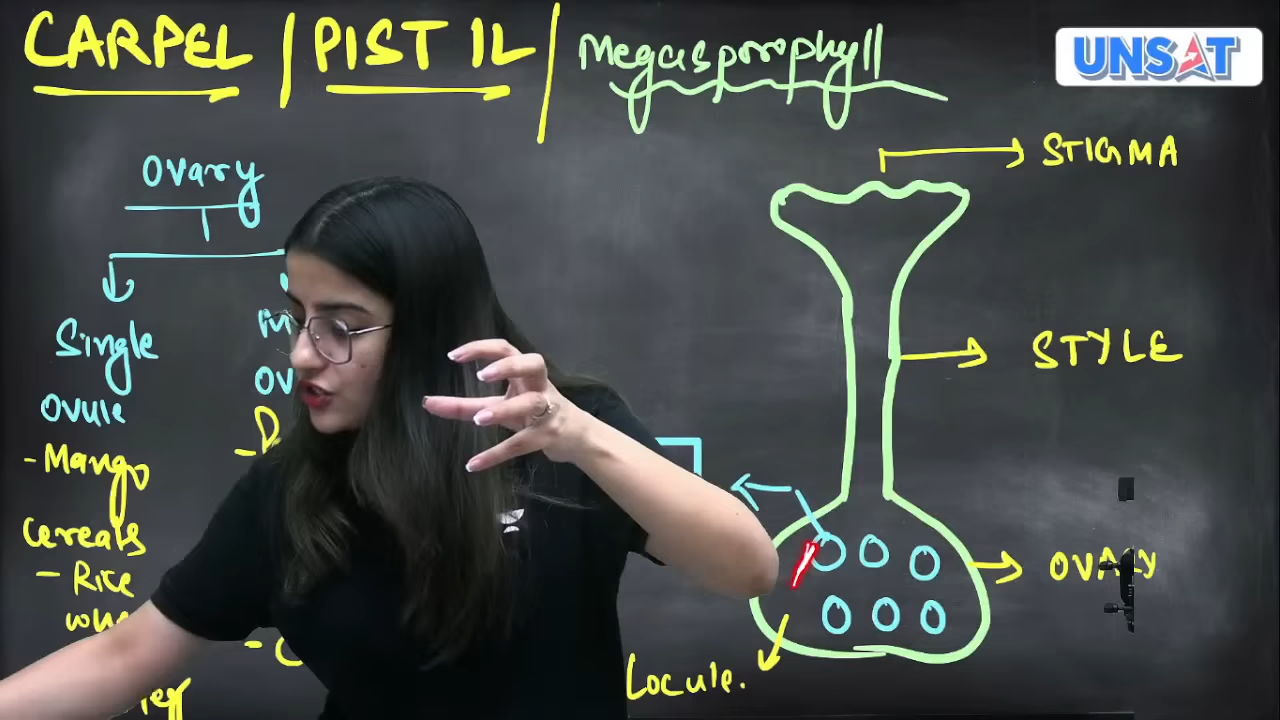 CARPEL / PISTIL / Megasporophyll
UNSAT
STIGMA
Ovary
Single
Ovule
- Mango
Cereals
- Rice
STYLE
OVARY
Locule.